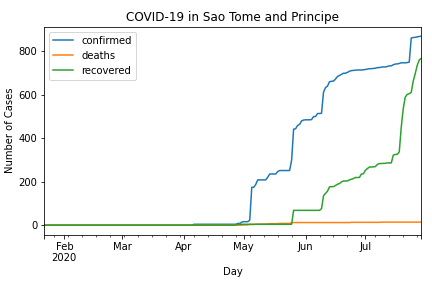 COVID-19 in Sao Tome and Principe
confirmed
deaths
recovered
Number of Cases
800
600
400
200
0
Feb
2020
Mar
Apr
May
Jun
Jul
Day